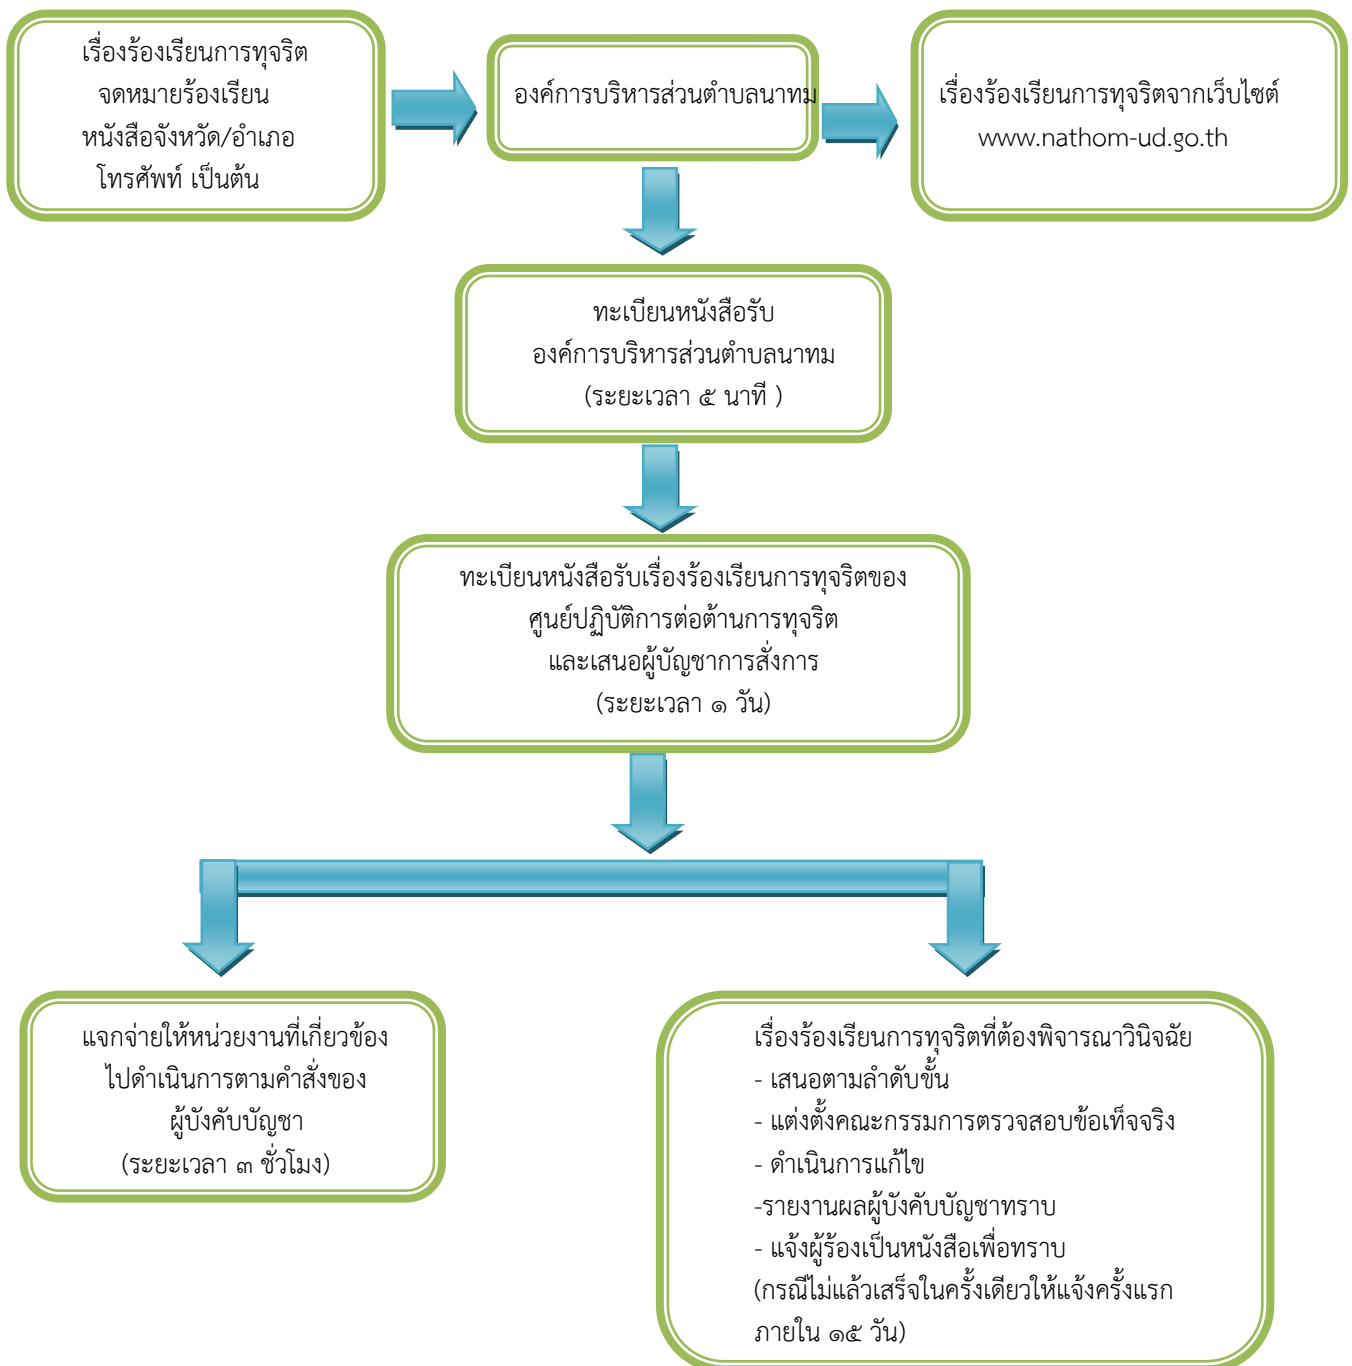 เรื่องร้องเรียนการทุจริต
จดหมายร้องเรียน
หนังสือจังหวัด/อำเภอ
โทรศัพท์ เป็นต้น
องค์การบริหารส่วนตำบลนาทม
เรื่องร้องเรียนการทุจริตจากเว็บไซต์
www.nathom-ud.go.th
ทะเบียนหนังสือรับ
องค์การบริหารส่วนตำบลนาทม
(ระยะเวลา ๕ นาที )
ทะเบียนหนังสือรับเรื่องร้องเรียนการทุจริตของ
ศูนย์ปฏิบัติการต่อต้านการทุจริต
และเสนอผู้บัญชาการสั่งการ
(ระยะเวลา ๑ วัน)
แจกจ่ายให้หน่วยงานที่เกี่ยวข้อง
ไปดำเนินการตามคำสั่งของ
ผู้บังคับบัญชา
(ระยะเวลา ๓ ชั่วโมง)
เรื่องร้องเรียนการทุจริตที่ต้องพิจารณาวินิจฉัย
- เสนอตามลำดับขั้น
- แต่งตั้งคณะกรรมการตรวจสอบข้อเท็จจริง
- ดำเนินการแก้ไข
-รายงานผลผู้บังคับบัญชาทราบ
- แจ้งผู้ร้องเป็นหนังสือเพื่อทราบ
(กรณีไม่แล้วเสร็จในครั้งเดียวให้แจ้งครั้งแรก
ภายใน ๑๕ วัน)